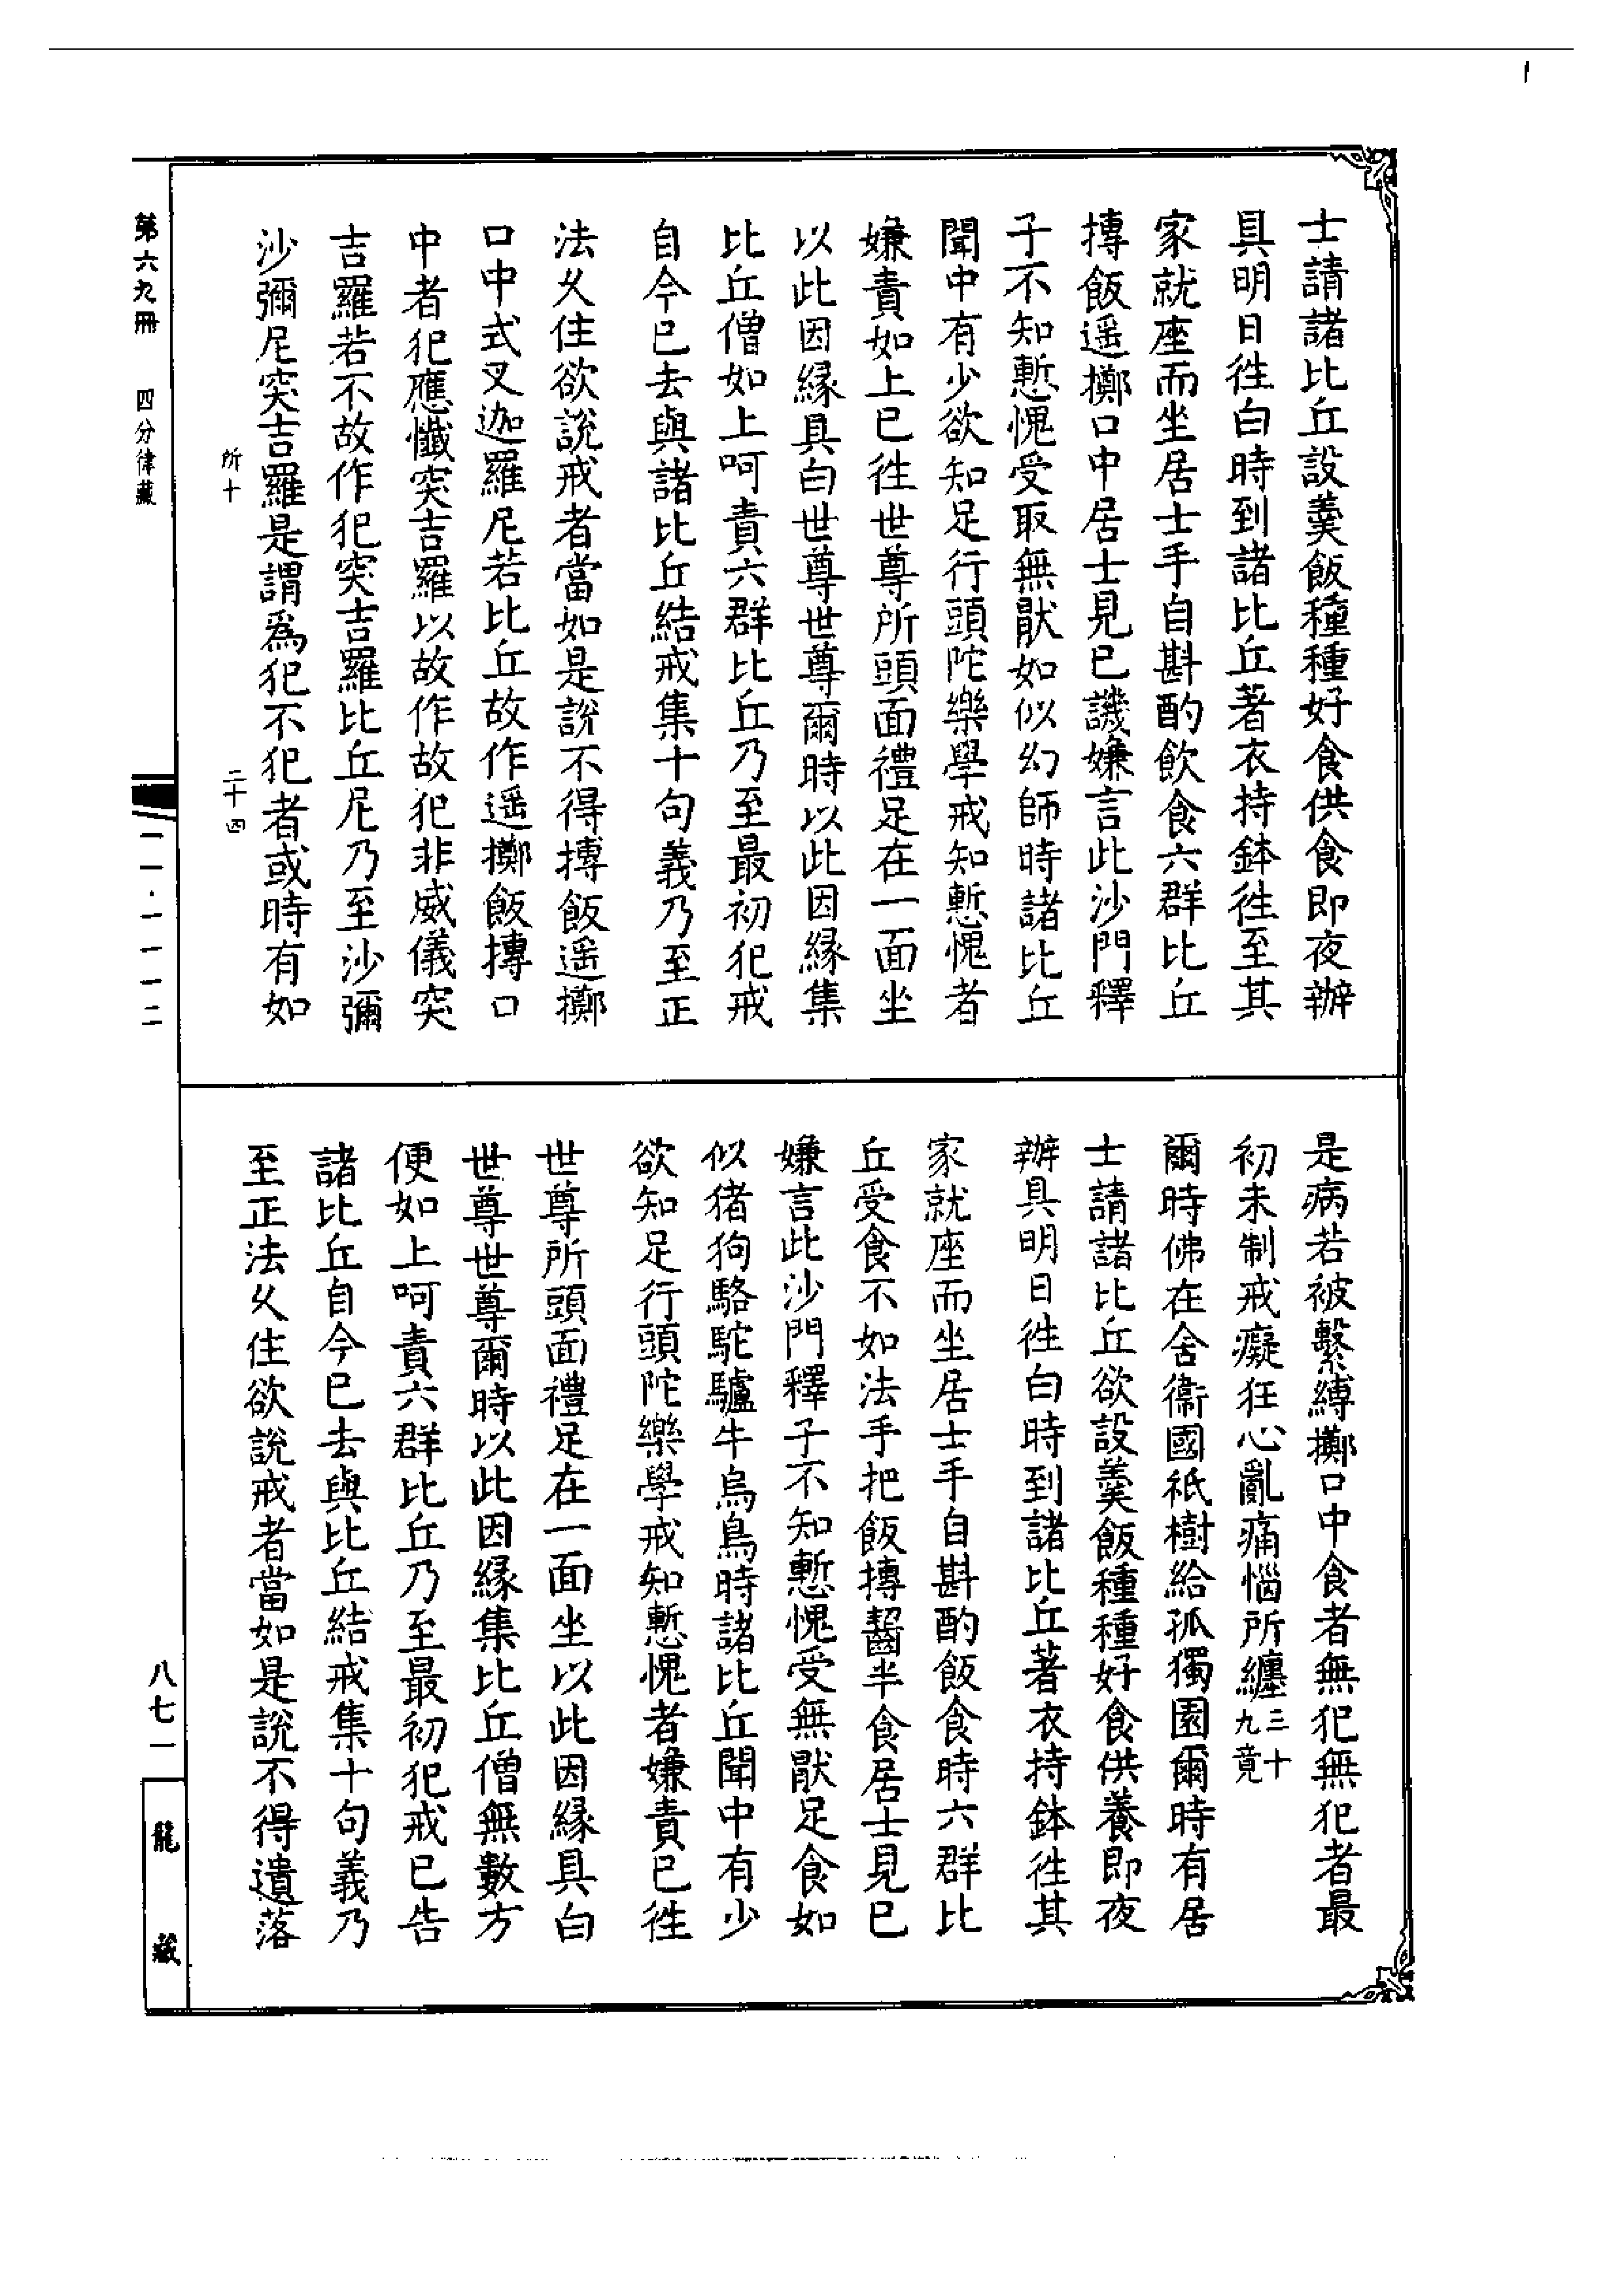 士請諸比丘設羹飯種種好食供食即夜辦
具明日徃白時到諸比丘著衣持鉢徃至其
家就座而坐居士手自斟酌飲食六群比丘
摶飯遥擲口中居士見已譏嫌言此沙門釋
子不知慙愧受取無猒如似幻師時諸比丘
聞中有少欲知足行頭陀樂學戒知慙愧者
嫌責如上已徃世尊所頭面禮足在一面坐
以此因縁具白世尊世尊爾時以此因縁集
比丘僧如上呵責六群比丘乃至最初犯戒
自今已去與諸比丘結戒集十句義乃至正
法乆住欲說戒者當如是說不得摶飯遥擲
口中式叉迦羅尼若比丘故作遥擲飯摶口
中者犯應懺突吉羅以故作故犯非威儀突
吉羅若不故作犯突吉羅比丘尼乃至沙彌
沙彌尼突吉羅是謂爲犯不犯者或時有如
所十 二十四
是病若被繫縛擲口中食者無犯無犯者最
初未制戒癡狂心亂痛惱所纏三十九竟
爾時佛在舍衞國祇樹給孤獨園爾時有居
士請諸比丘欲設羹飯種種好食供養即夜
辦具明日徃白時到諸比丘著衣持鉢徃其
家就座而坐居士手自斟酌飯食時六群比
丘受食不如法手把飯摶齧半食居士見已
嫌言此沙門釋子不知慙愧受無猒足食如
似猪狗駱駝驢牛烏鳥時諸比丘聞中有少
欲知足行頭陀樂學戒知慙愧者嫌責已徃
世尊所頭面禮足在一面坐以此因縁具白
世尊世尊爾時以此因縁集比丘僧無數方
便如上呵責六群比丘乃至最初犯戒已告
諸比丘自今已去與比丘結戒集十句義乃
至正法乆住欲說戒者當如是說不得遺落
第六九冊 四分律藏 一一·一一一二 八七一 龍藏